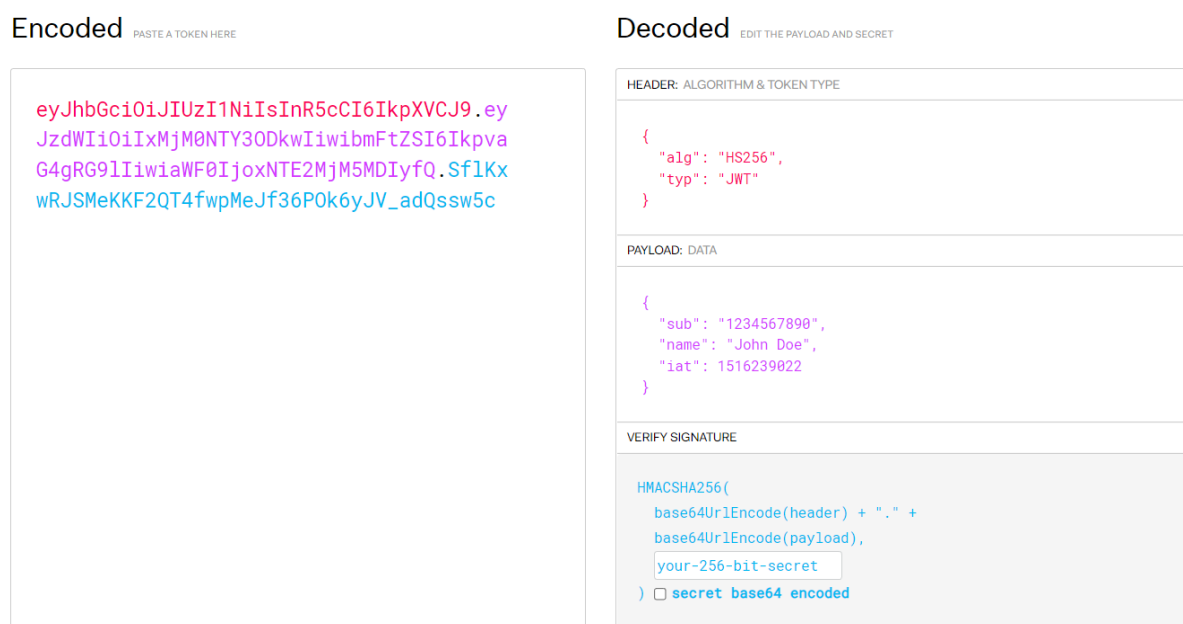 Encoded PASTE A TOKEN HERE
eyJhbGciOiJIUzI1NiIsInR5cCI6IkpXVCJ9.ey
JzdWIiOiIxMjM0NTY3ODkwIiwibmFtZSI6Ikpva
G4gRG9lIiwiaWF0IjoxNTE2MjM5MDIyfQ.SflKx
wRJSMeKKF2QT4fwpMeJf36POk6yJV_adQssw5c
Decoded EDIT THE PAYLOAD AND SECRET
HEADER: ALGORITHM & TOKEN TYPE
{
  "alg": "HS256",
  "typ": "JWT"
}
PAYLOAD: DATA
{
  "sub": "1234567890",
  "name": "John Doe",
  "iat": 1516239022
}
VERIFY SIGNATURE
HMACSHA256(
  base64UrlEncode(header) + "." +
  base64UrlEncode(payload),
  your-256-bit-secret
) secret base64 encoded